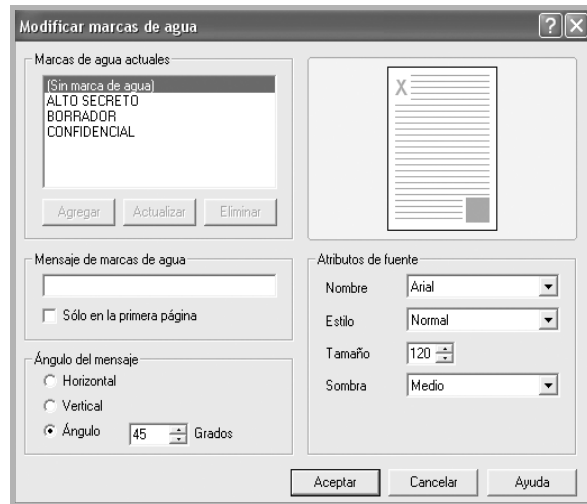 Modificar marcas de agua
Marcas de agua actuales
(Sin marca de agua)
ALTO SECRETO
BORRADOR
CONFIDENCIAL
Agregar Actualizar Eliminar
X
Mensaje de marcas de agua
Sólo en la primera página
Ángulo del mensaje
Horizontal
Vertical
Ángulo 45 Grados
Atributos de fuente
Nombre Arial
Estilo Normal
Tamaño 120
Sombra Medio
Aceptar Cancelar Ayuda